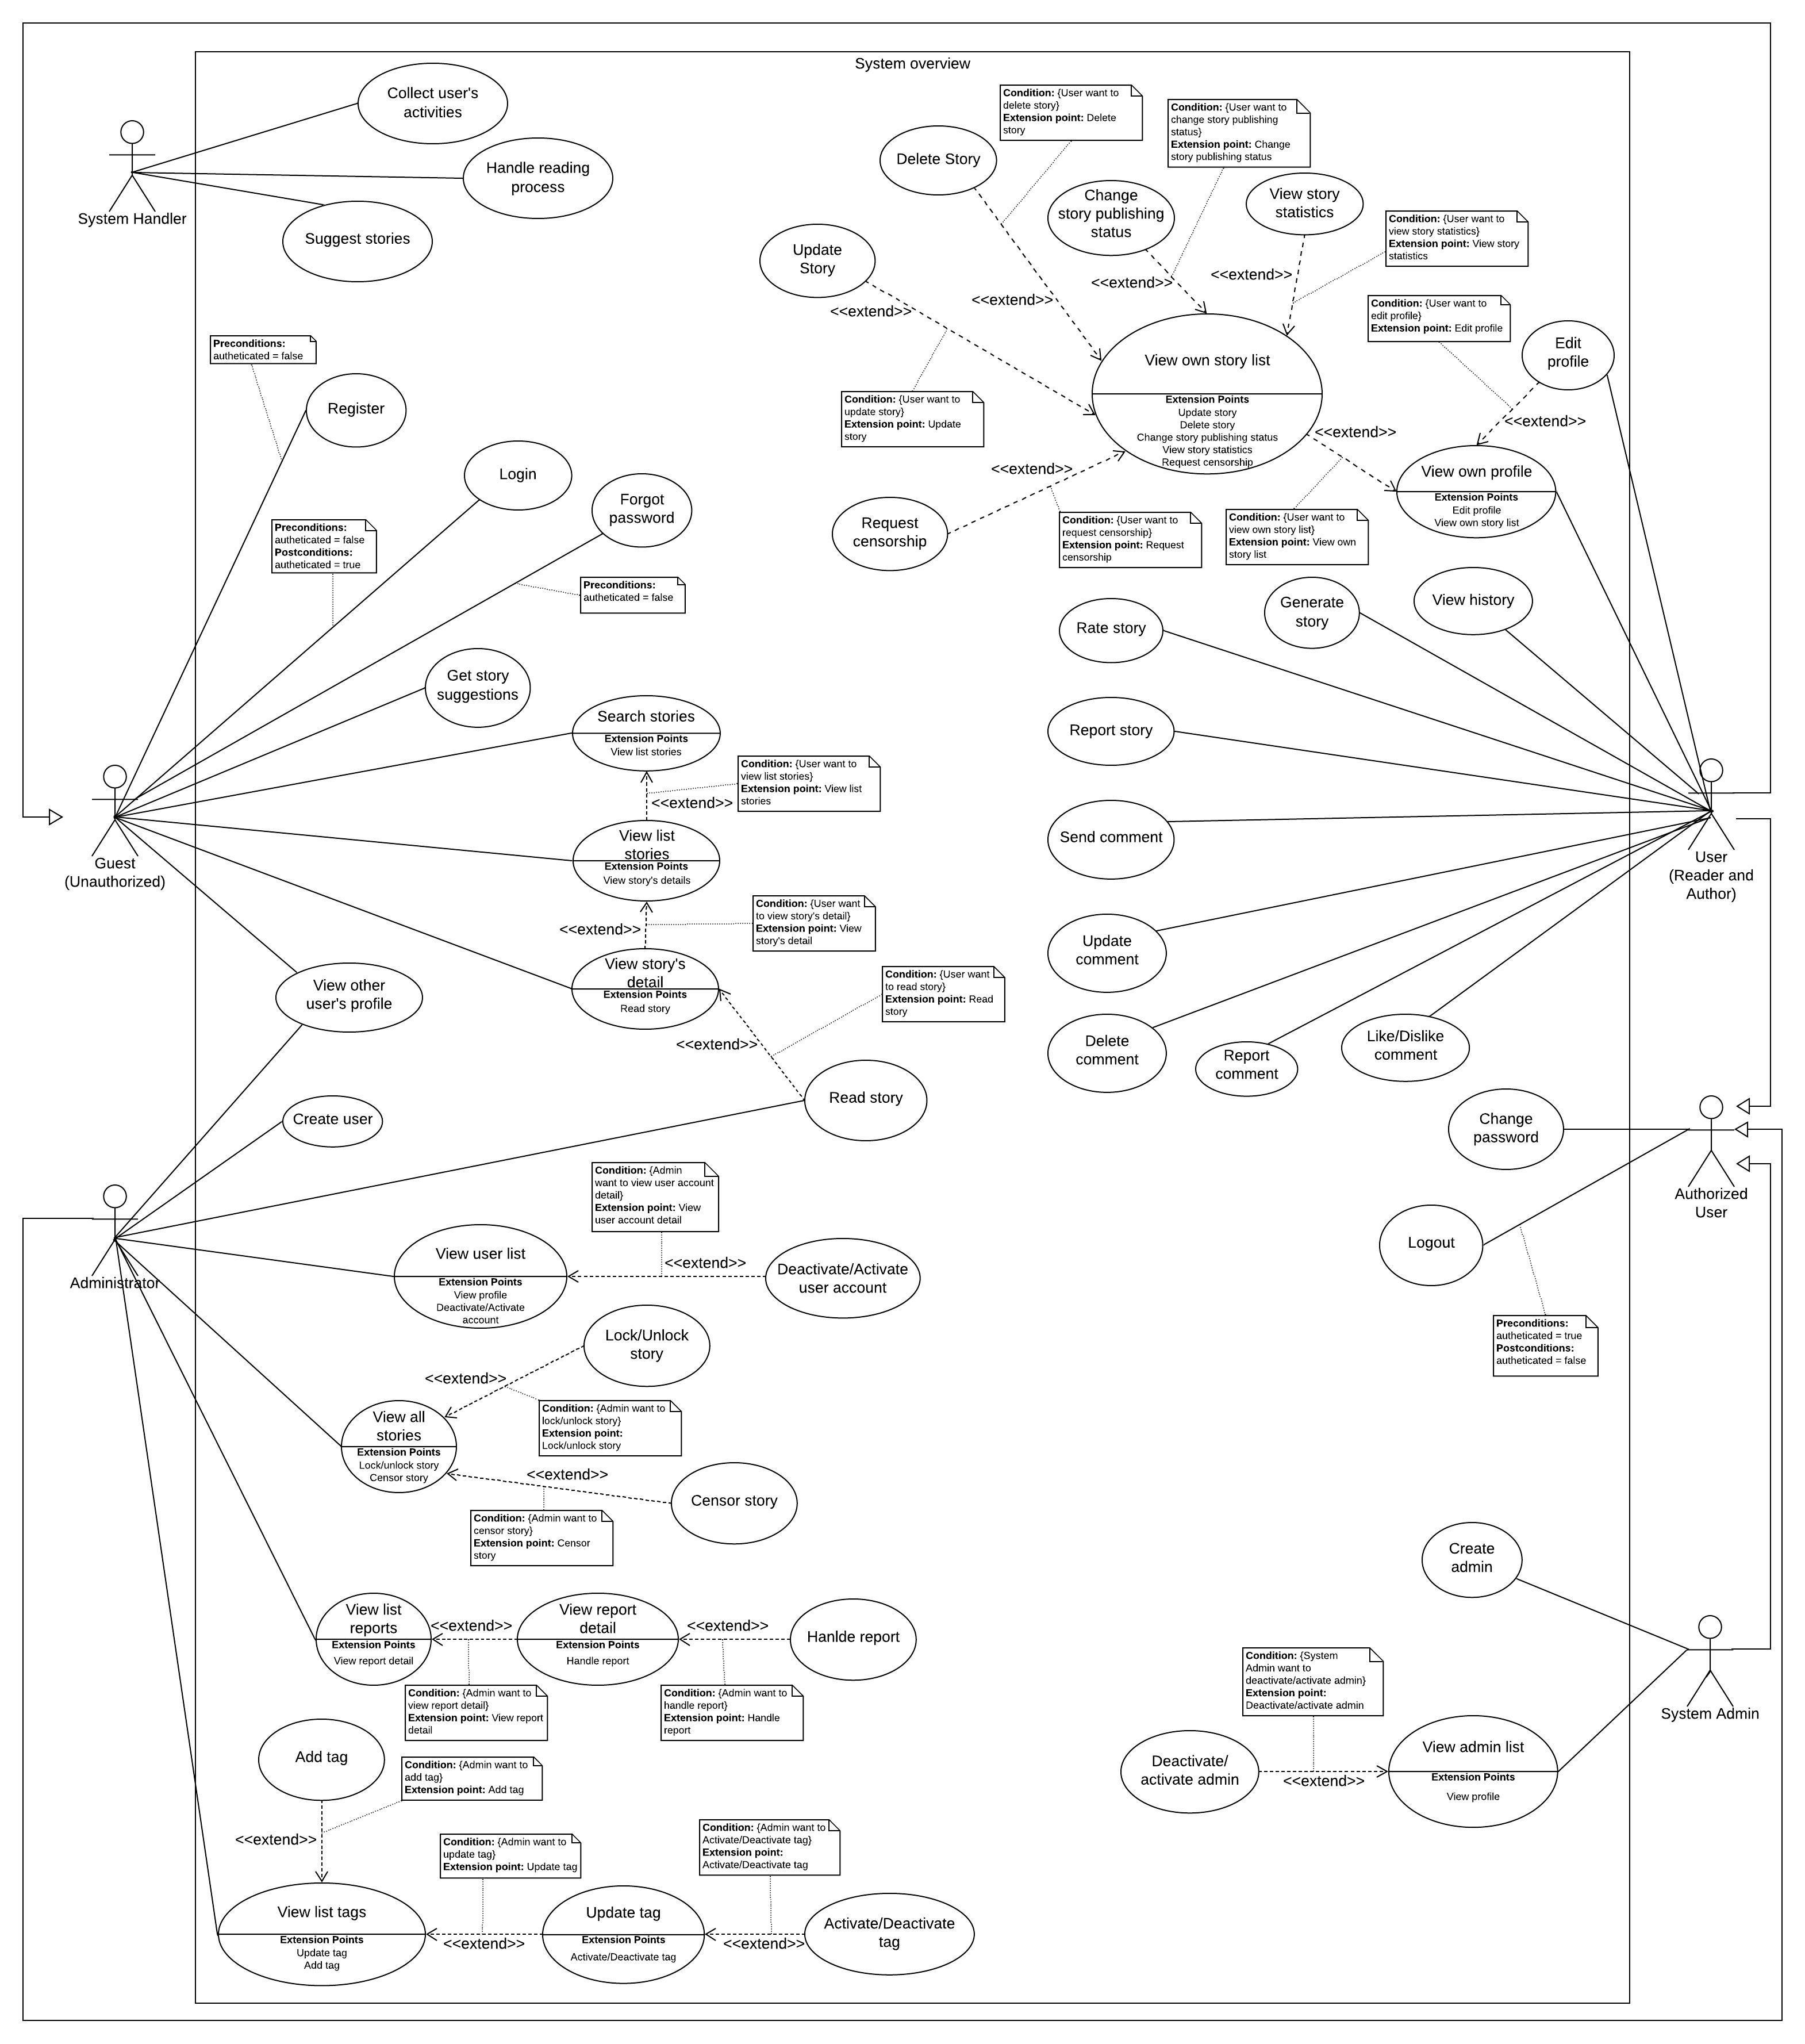 System overview
Collect user's
activities
Handle reading
process
System Handler
Suggest stories
Condition: {User want to
delete story}
Extension point: Delete
story
Condition: {User want to
change story publishing
status}
Extension point: Change
story publishing status
Delete Story
Change
story publishing
status
View story
statistics
Condition: {User want to
view story statistics}
Extension point: View story
statistics
Update
Story
<<extend>>
<<extend>>
<<extend>>
<<extend>>
Condition: {User want to
edit profile}
Extension point: Edit profile
Edit
profile
View own story list
Extension Points
Update story
Delete story
Change story publishing status
View story statistics
Request censorship
Condition: {User want to
update story}
Extension point: Update
story
<<extend>>
<<extend>>
<<extend>>
View own profile
Extension Points
Edit profile
View own story list
Request
censorship
Condition: {User want to
request censorship}
Extension point: Request
censorship
Condition: {User want to
view own story list}
Extension point: View own
story list
Preconditions:
autheticated = false
Register
Login
Forgot
password
Preconditions:
autheticated = false
Postconditions:
autheticated = true
Preconditions:
autheticated = false
Get story
suggestions
Search stories
Extension Points
View list stories
Condition: {User want to
view list stories}
Extension point: View list
stories
<<extend>>
View list
stories
Extension Points
View story's details
Guest
(Unauthorized)
Condition: {User want
to view story's detail}
Extension point: View
story's detail
<<extend>>
View story's
detail
Extension Points
Read story
Condition: {User want
to read story}
Extension point: Read
story
<<extend>>
Read story
View other
user's profile
Rate story
Generate
story
View history
Report story
Send comment
User
(Reader and
Author)
Update
comment
Delete
comment
Report
comment
Like/Dislike
comment
Change
password
Authorized
User
Logout
Preconditions:
autheticated = true
Postconditions:
autheticated = false
Create user
Administrator
Condition: {Admin
want to view user account
detail}
Extension point: View
user account detail
View user list
Extension Points
View profile
Deactivate/Activate
account
<<extend>>
Deactivate/Activate
user account
Lock/Unlock
story
<<extend>>
View all
stories
Extension Points
Lock/unlock story
Censor story
Condition: {Admin want to
lock/unlock story}
Extension point:
Lock/unlock story
<<extend>>
Censor story
Condition: {Admin want to
censor story}
Extension point: Censor
story
View list
reports
Extension Points
View report detail
<<extend>>
View report
detail
Extension Points
Handle report
<<extend>>
Hanlde report
Condition: {Admin want to
view report detail}
Extension point: View report
detail
Condition: {Admin want to
handle report}
Extension point: Handle
report
Add tag
Condition: {Admin want to
add tag}
Extension point: Add tag
<<extend>>
Condition: {Admin want to
update tag}
Extension point: Update tag
Condition: {Admin want to
Activate/Deactivate tag}
Extension point:
Activate/Deactivate tag
View list tags
Extension Points
Update tag
Add tag
<<extend>>
Update tag
Extension Points
Activate/Deactivate tag
<<extend>>
Activate/Deactivate
tag
Create
admin
System Admin
Condition: {System
Admin want to
deactivate/activate admin}
Extension point:
Deactivate/activate admin
Deactivate/
activate admin
<<extend>>
View admin list
Extension Points
View profile